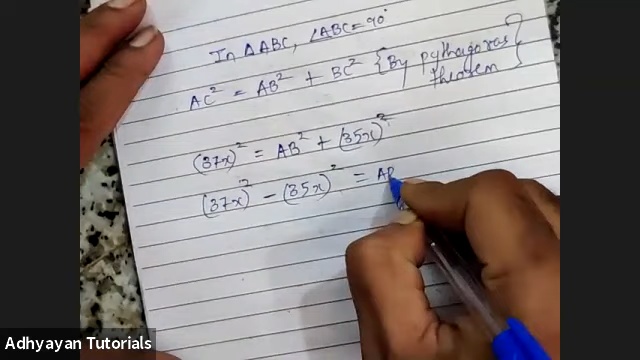 In △ABC, ∠ABC = 90°
AC² = AB² + BC² {By pythagoras theorem}
(37x)² = AB² + (35x)²
(37x)² - (35x)² = AB
Adhyayan Tutorials